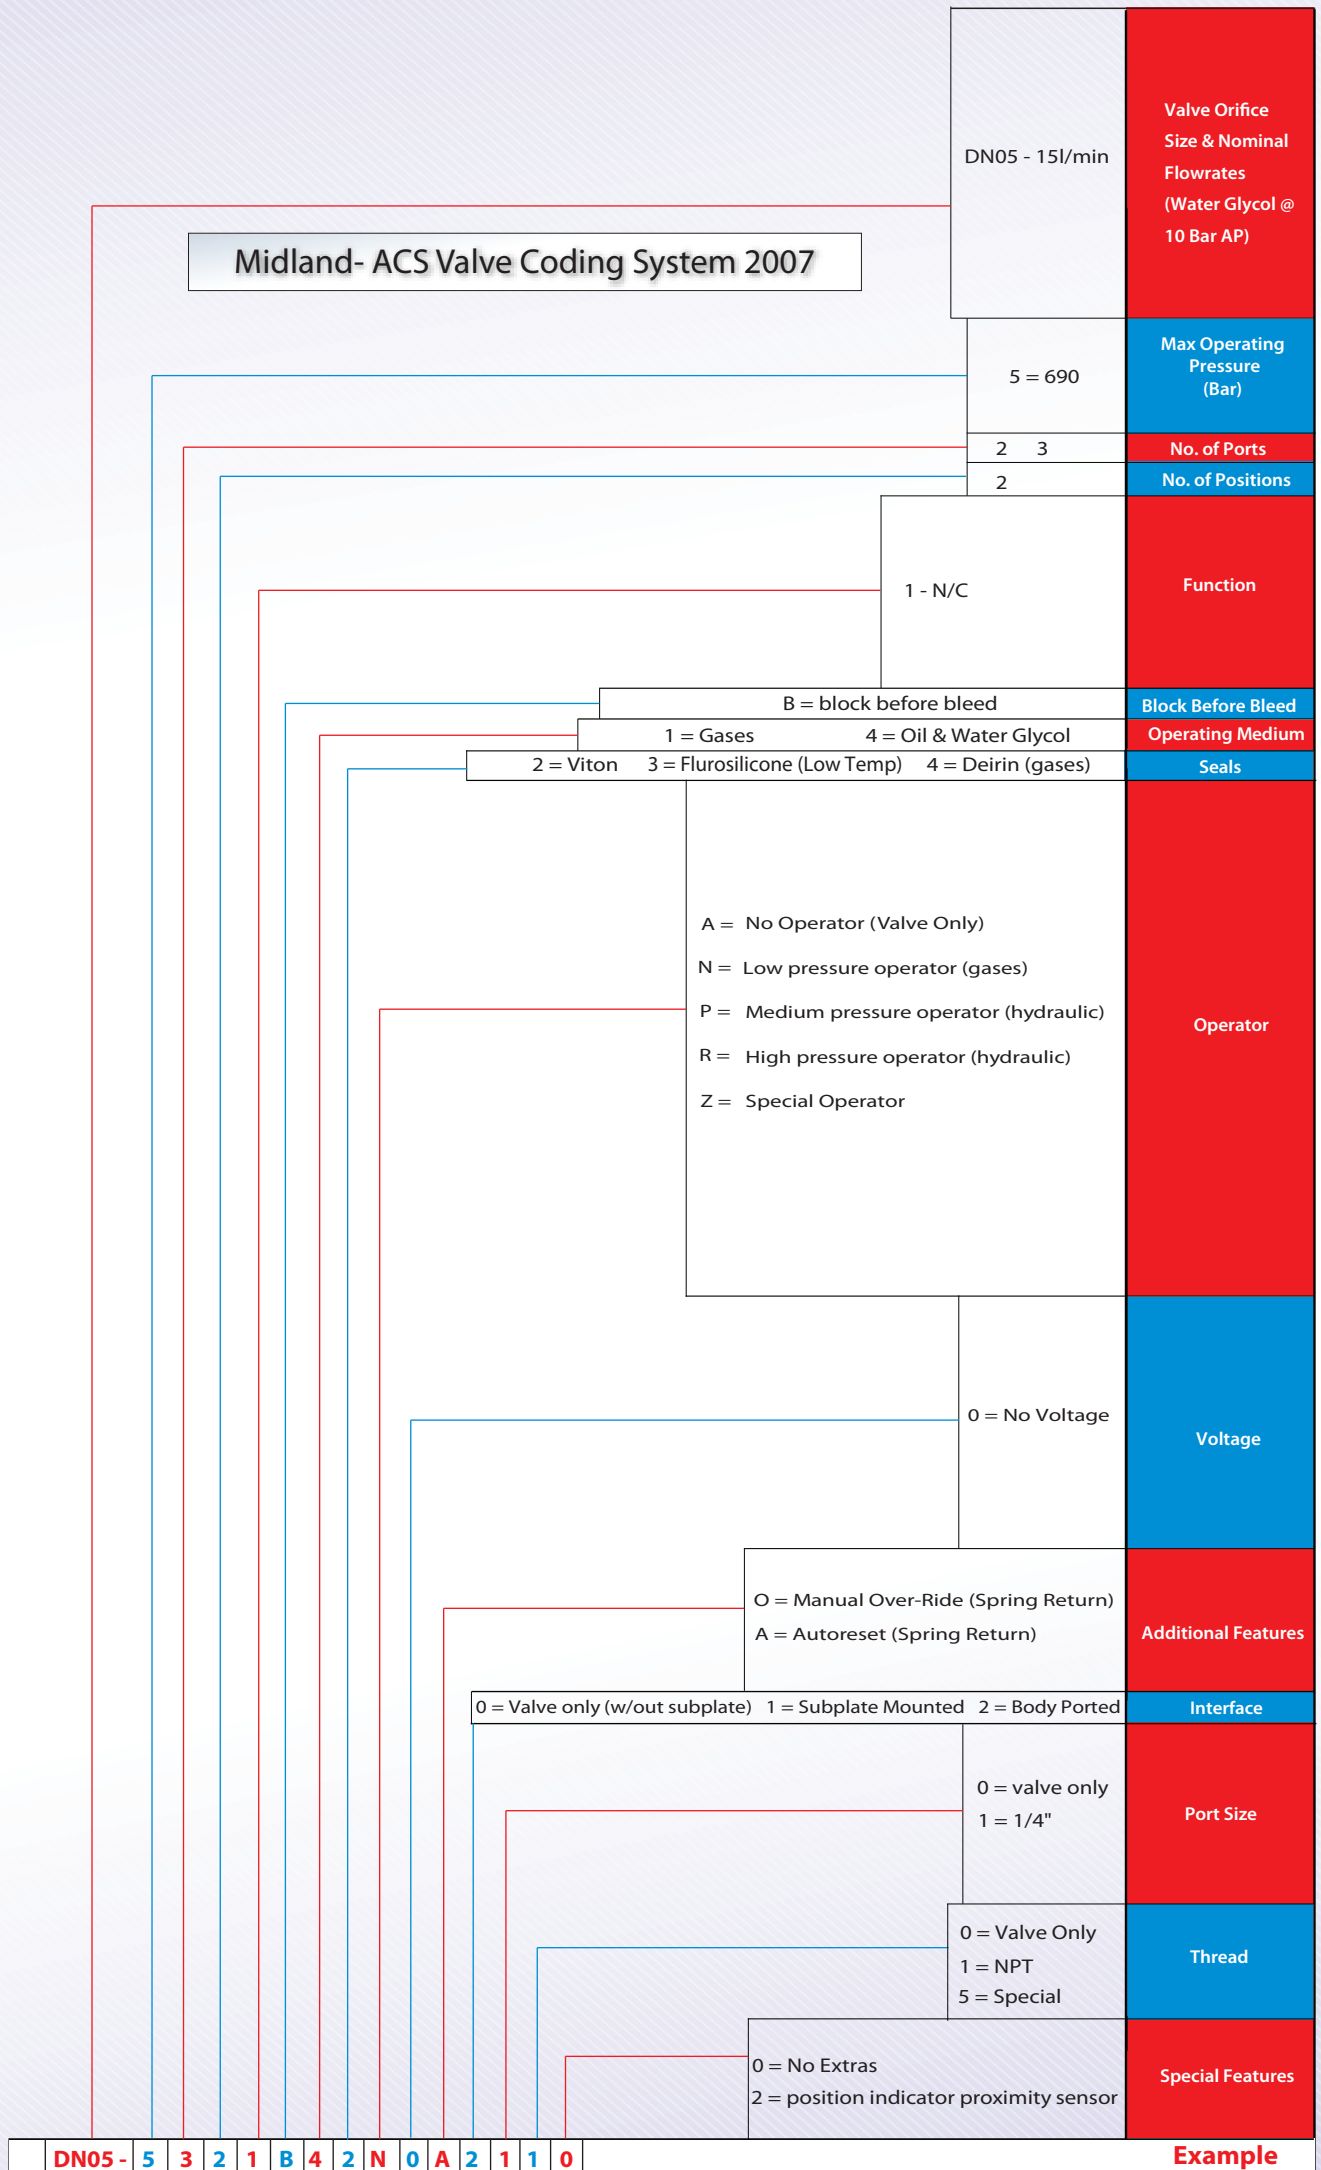 DN05 - 15l/min
Valve Orifice
Size & Nominal
Flowrates
(Water Glycol @
10 Bar AP)
Midland- ACS Valve Coding System 2007
5 = 690
Max Operating
Pressure
(Bar)
2 3
No. of Ports
2
No. of Positions
1 - N/C
Function
B = block before bleed
Block Before Bleed
1 = Gases 4 = Oil & Water Glycol
Operating Medium
2 = Viton 3 = Flurosilicone (Low Temp) 4 = Deirin (gases)
Seals
A = No Operator (Valve Only)
N = Low pressure operator (gases)
P = Medium pressure operator (hydraulic)
R = High pressure operator (hydraulic)
Z = Special Operator
Operator
0 = No Voltage
Voltage
O = Manual Over-Ride (Spring Return)
A = Autoreset (Spring Return)
Additional Features
0 = Valve only (w/out subplate) 1 = Subplate Mounted 2 = Body Ported
Interface
0 = valve only
1 = 1/4"
Port Size
0 = Valve Only
1 = NPT
5 = Special
Thread
0 = No Extras
2 = position indicator proximity sensor
Special Features
DN05 - 5 3 2 1 B 4 2 N 0 A 2 1 1 0
Example